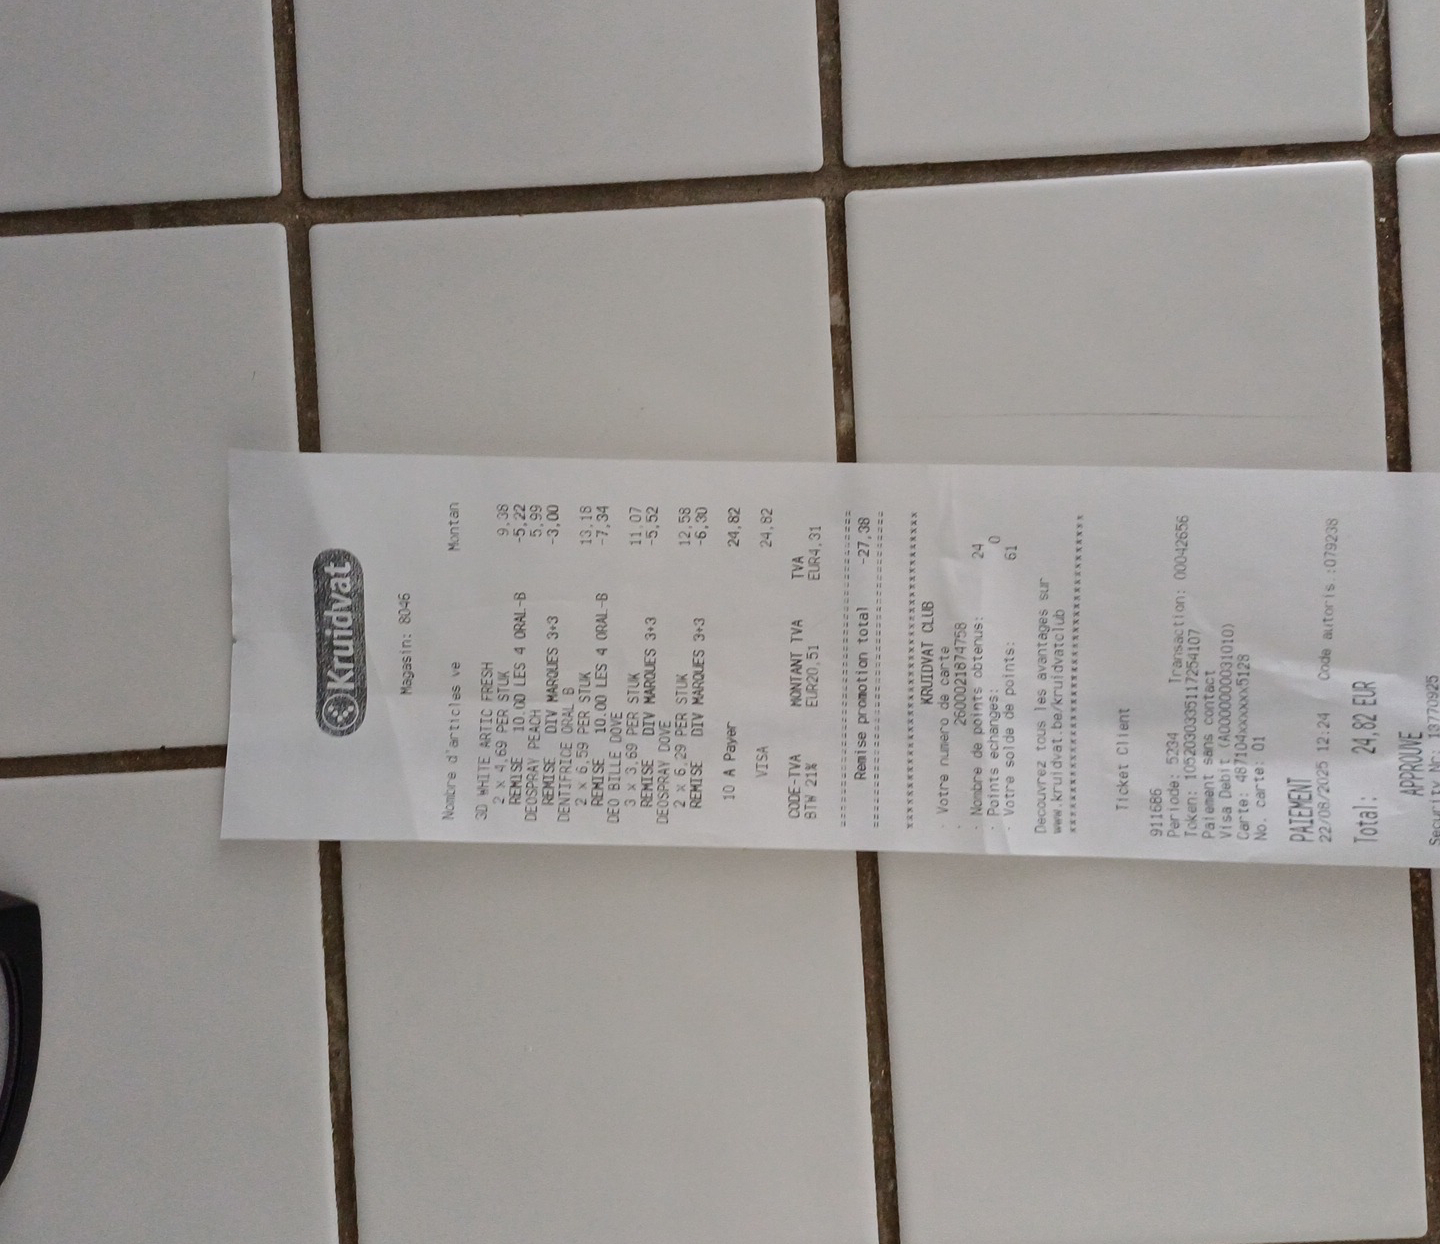 Kruidvat
Magasin: 8046
Nombre d'articles ve Montan
3D WHITE ARTIC FRESH
2 x 4,69 PER STUK 9,38
REMISE 10.00 LES 4 ORAL-B -5,22
DEOSPRAY PEACH 5,99
REMISE DIV MARQUES 3+3 -3,00
DENTIFRICE ORAL B
2 x 6,59 PER STUK 13,18
REMISE 10.00 LES 4 ORAL-B -7,34
DEO BILLE DOVE
3 x 3,69 PER STUK 11,07
REMISE DIV MARQUES 3+3 -5,52
DEOSPRAY DOVE
2 x 6,29 PER STUK 12,58
REMISE DIV MARQUES 3+3 -6,30
10 A Payer 24,82
VISA 24,82
CODE-TVA MONTANT TVA TVA
BTW 21% EUR20,51 EUR4,31
Remise promotion total -27,38
KRUIDVAT CLUB
- Votre numero de carte
- 2600021874758
- Nombre de points obtenus: 24
- Points echanges: 0
- Votre solde de points: 61
Decouvrez tous les avantages sur
www.kruidvat.be/kruidvatclub
Ticket Client
911686
Periode: 5234 Transaction: 00042656
Token: 1052030335117254107
Paiement sans contact
Visa Debit (A0000000031010)
Carte: 487104xxxxxx5128
No. carte: 01
PAIEMENT
22/08/2025 12:24 Code autoris.:079238
Total: 24,82 EUR
APPROUVE
Security Nr: 13770925